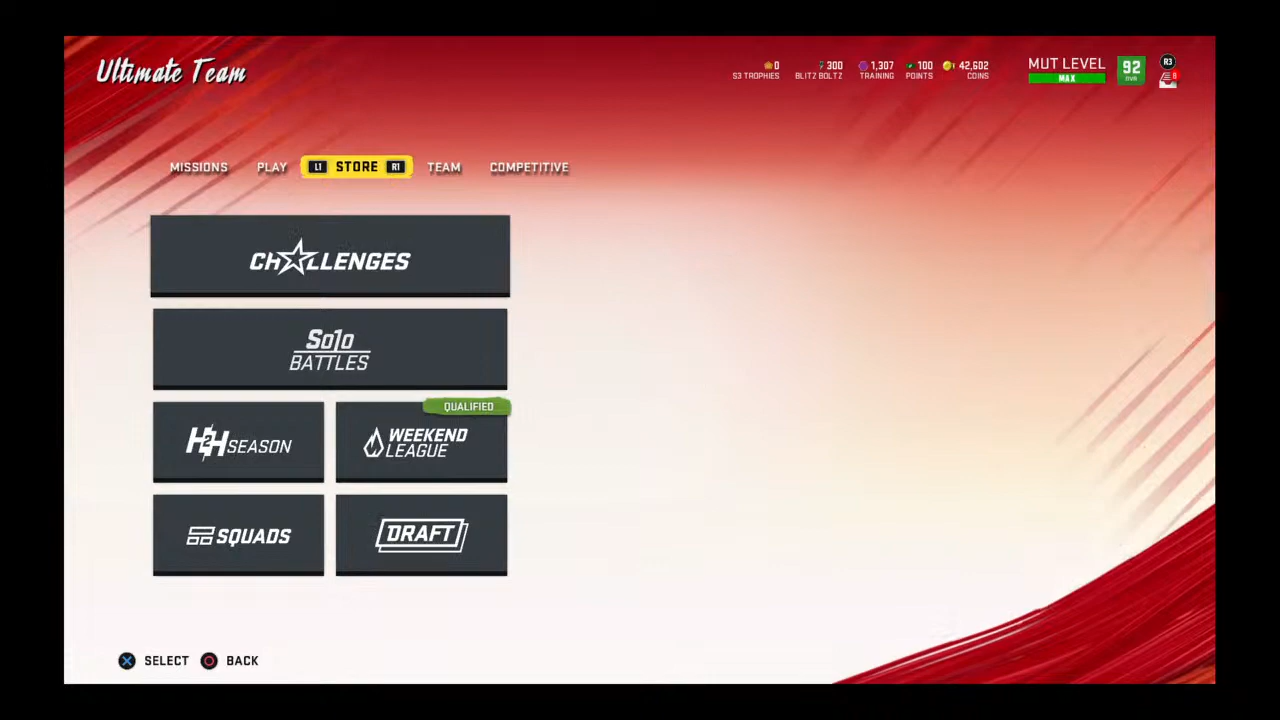 Ultimate Team
0
S3 TROPHIES
300
BLITZ BOLTZ
1,307
TRAINING
100
POINTS
42,602
COINS
MUT LEVEL
MAX
92
OVR
R3
MISSIONS
PLAY
L1 STORE R1
TEAM
COMPETITIVE
CHALLENGES
Solo
BATTLES
H2H SEASON
QUALIFIED
WEEKEND
LEAGUE
SQUADS
DRAFT
SELECT
BACK